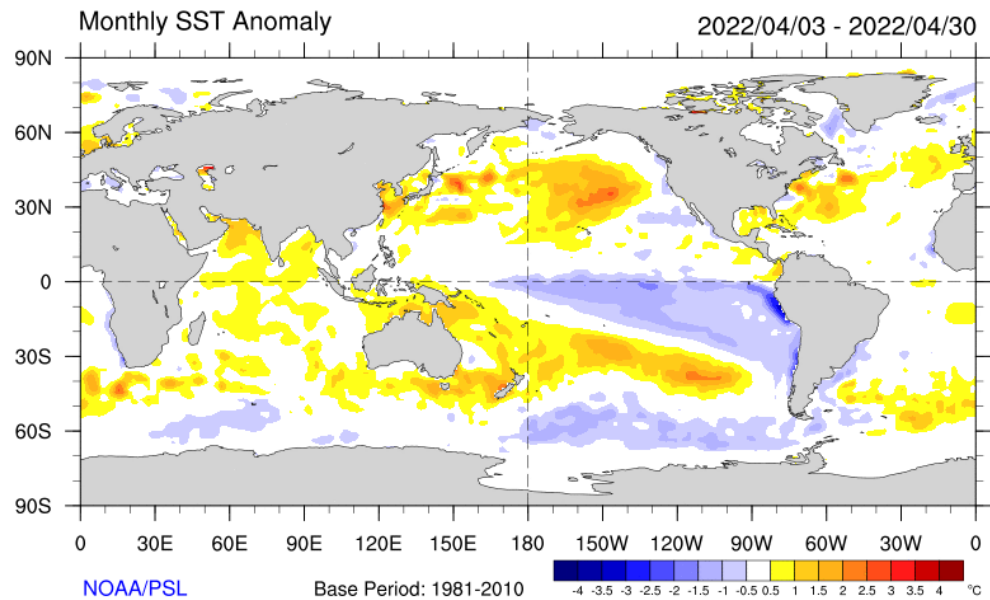 Monthly SST Anomaly 2022/04/03 - 2022/04/30
90N
60N
30N
0
30S
60S
90S
0 30E 60E 90E 120E 150E 180 150W 120W 90W 60W 30W 0
NOAA/PSL Base Period: 1981-2010
-4 -3.5 -3 -2.5 -2 -1.5 -1 -0.5 0.5 1 1.5 2 2.5 3 3.5 4 °C